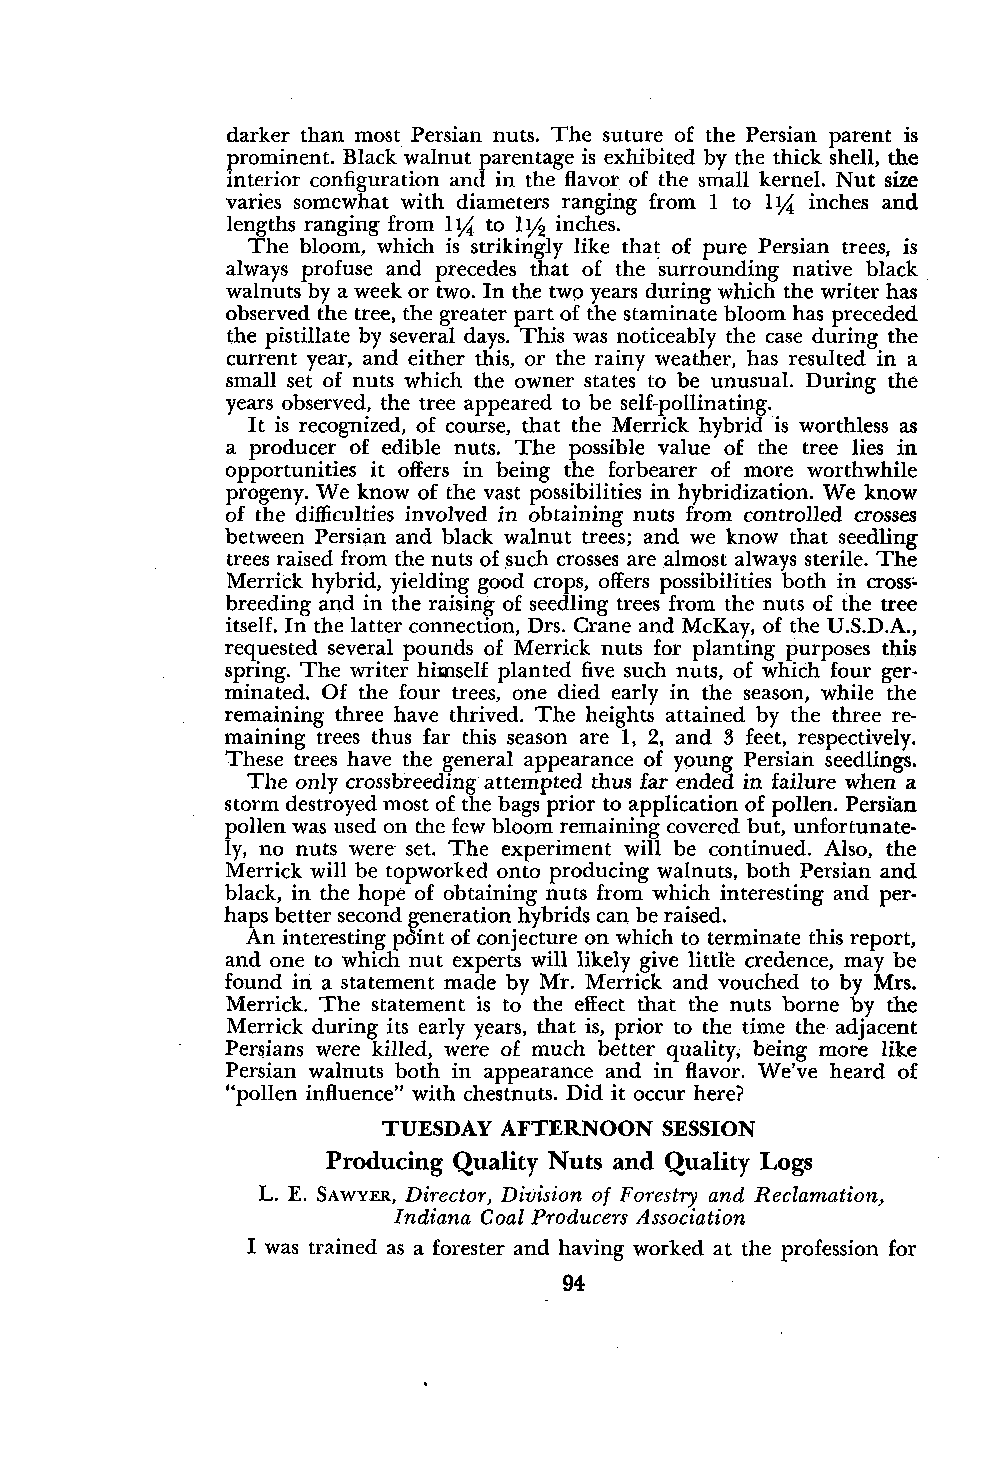 darker than most Persian nuts. The suture of the Persian parent is
prominent. Black walnut parentage is exhibited by the thick shell, the
interior configuration and in the flavor of the small kernel. Nut size
varies somewhat with diameters ranging from 1 to 1¼ inches and
lengths ranging from 1¼ to 1½ inches.
The bloom, which is strikingly like that of pure Persian trees, is
always profuse and precedes that of the surrounding native black
walnuts by a week or two. In the two years during which the writer has
observed the tree, the greater part of the staminate bloom has preceded
the pistillate by several days. This was noticeably the case during the
current year, and either this, or the rainy weather, has resulted in a
small set of nuts which the owner states to be unusual. During the
years observed, the tree appeared to be self-pollinating.
It is recognized, of course, that the Merrick hybrid is worthless as
a producer of edible nuts. The possible value of the tree lies in
opportunities it offers in being the forbearer of more worthwhile
progeny. We know of the vast possibilities in hybridization. We know
of the difficulties involved in obtaining nuts from controlled crosses
between Persian and black walnut trees; and we know that seedling
trees raised from the nuts of such crosses are almost always sterile. The
Merrick hybrid, yielding good crops, offers possibilities both in cross-
breeding and in the raising of seedling trees from the nuts of the tree
itself. In the latter connection, Drs. Crane and McKay, of the U.S.D.A.,
requested several pounds of Merrick nuts for planting purposes this
spring. The writer himself planted five such nuts, of which four ger-
minated. Of the four trees, one died early in the season, while the
remaining three have thrived. The heights attained by the three re-
maining trees thus far this season are 1, 2, and 3 feet, respectively.
These trees have the general appearance of young Persian seedlings.
The only crossbreeding attempted thus far ended in failure when a
storm destroyed most of the bags prior to application of pollen. Persian
pollen was used on the few bloom remaining covered but, unfortunate-
ly, no nuts were set. The experiment will be continued. Also, the
Merrick will be topworked onto producing walnuts, both Persian and
black, in the hope of obtaining nuts from which interesting and per-
haps better second generation hybrids can be raised.
An interesting point of conjecture on which to terminate this report,
and one to which nut experts will likely give little credence, may be
found in a statement made by Mr. Merrick and vouched to by Mrs.
Merrick. The statement is to the effect that the nuts borne by the
Merrick during its early years, that is, prior to the time the adjacent
Persians were killed, were of much better quality, being more like
Persian walnuts both in appearance and in flavor. We've heard of
"pollen influence" with chestnuts. Did it occur here?
TUESDAY AFTERNOON SESSION
Producing Quality Nuts and Quality Logs
L. E. SAWYER, Director, Division of Forestry and Reclamation,
Indiana Coal Producers Association
I was trained as a forester and having worked at the profession for
94